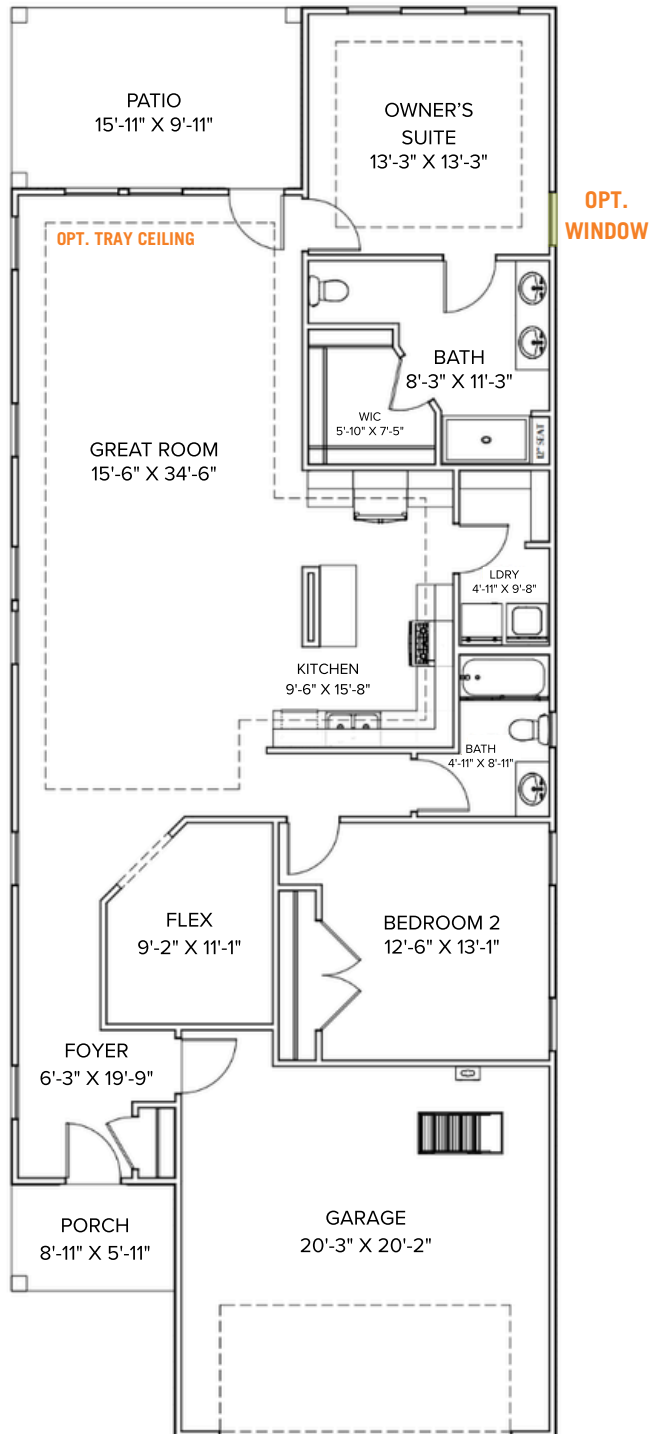 PATIO
15'-11" X 9'-11"
OWNER'S
SUITE
13'-3" X 13'-3"
OPT.
WINDOW
OPT. TRAY CEILING
BATH
8'-3" X 11'-3"
WIC
5'-10" X 7'-5"
12" SEAT
GREAT ROOM
15'-6" X 34'-6"
LDRY
4'-11" X 9'-8"
KITCHEN
9'-6" X 15'-8"
BATH
4'-11" X 8'-11"
FLEX
9'-2" X 11'-1"
BEDROOM 2
12'-6" X 13'-1"
FOYER
6'-3" X 19'-9"
PORCH
8'-11" X 5'-11"
GARAGE
20'-3" X 20'-2"